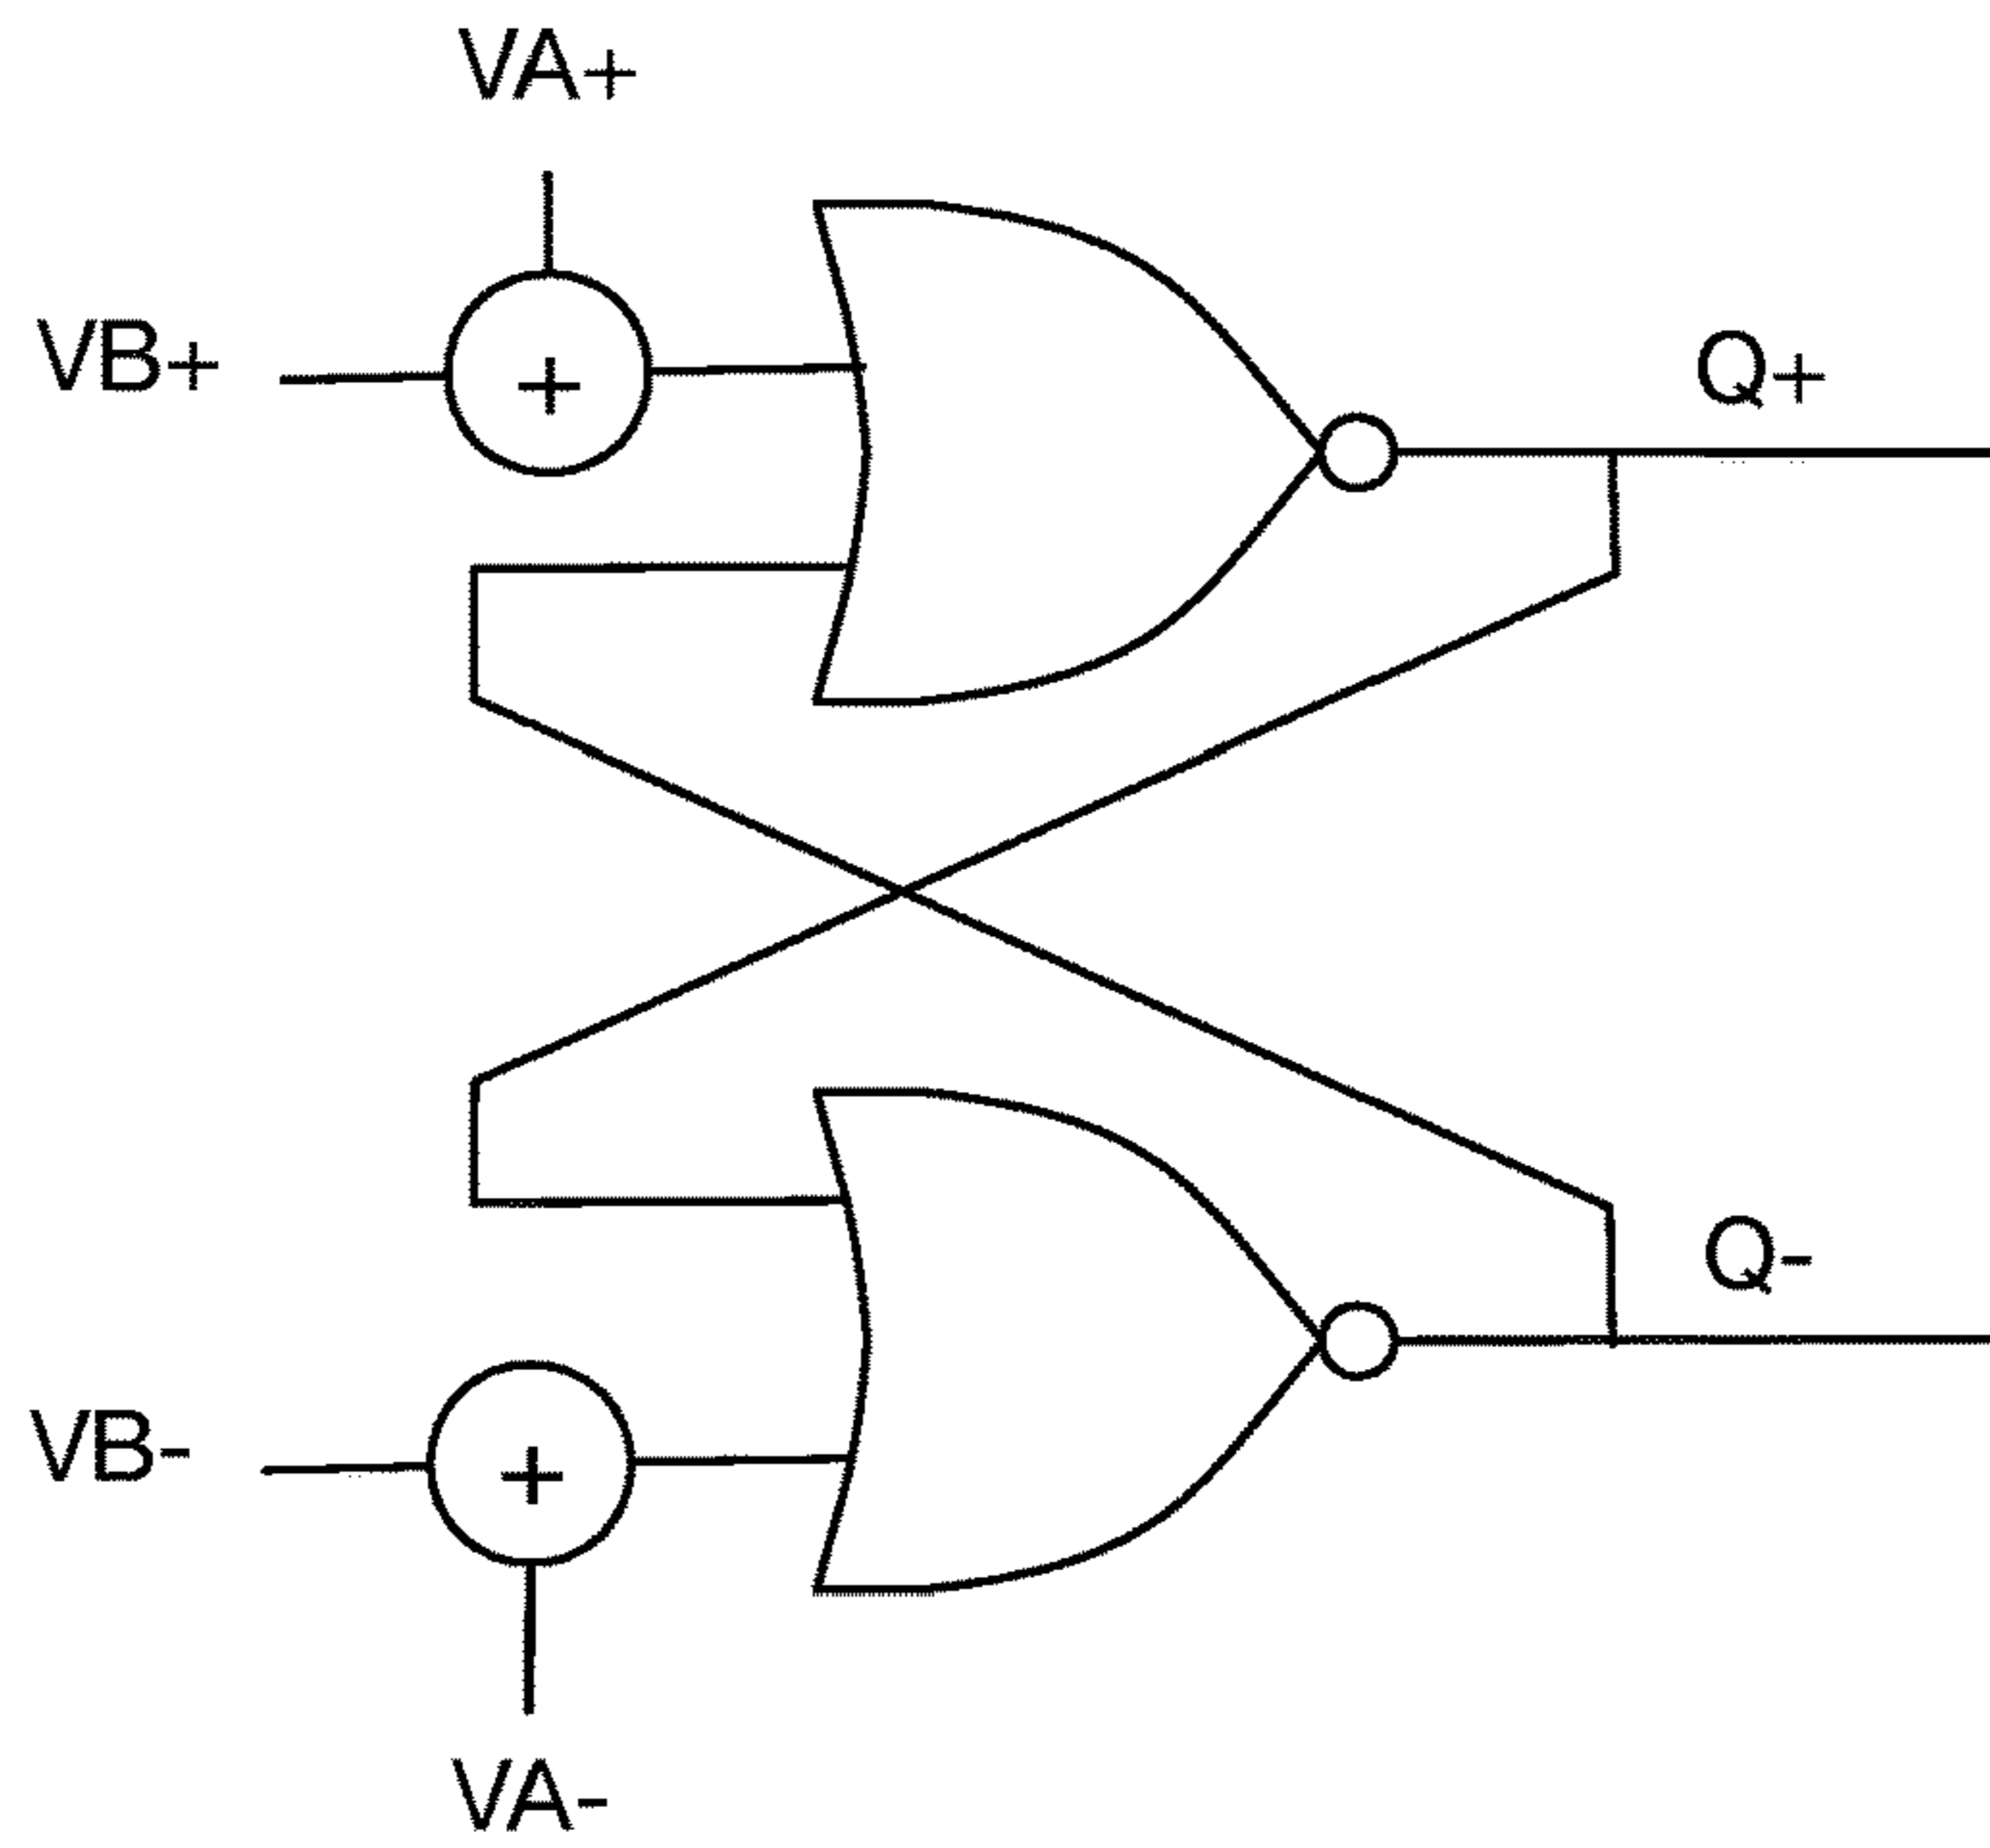 VA+
VB+
+
Q+
Q-
VB-
+
VA-